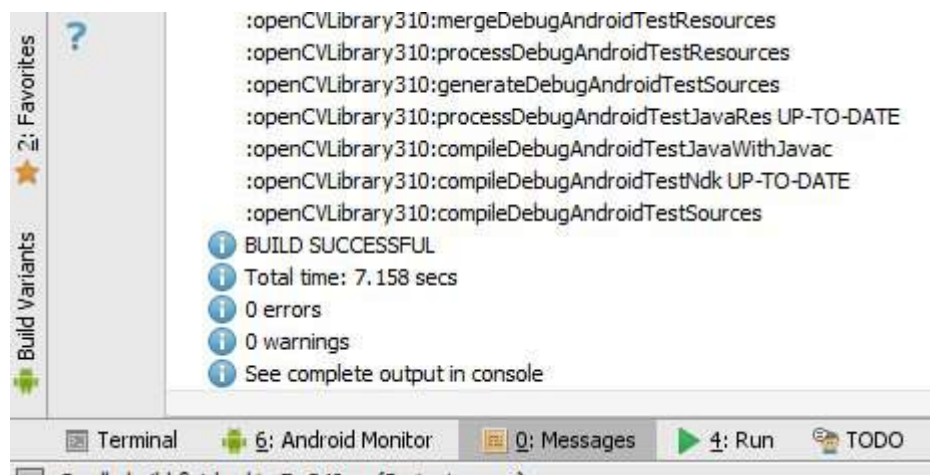 :openCVLibrary310:mergeDebugAndroidTestResources
:openCVLibrary310:processDebugAndroidTestResources
:openCVLibrary310:generateDebugAndroidTestSources
:openCVLibrary310:processDebugAndroidTestJavaRes UP-TO-DATE
:openCVLibrary310:compileDebugAndroidTestJavaWithJavac
:openCVLibrary310:compileDebugAndroidTestNdk UP-TO-DATE
:openCVLibrary310:compileDebugAndroidTestSources
BUILD SUCCESSFUL
Total time: 7.158 secs
0 errors
0 warnings
See complete output in console
2: Favorites
Build Variants
?
Terminal
6: Android Monitor
0: Messages
4: Run
TODO